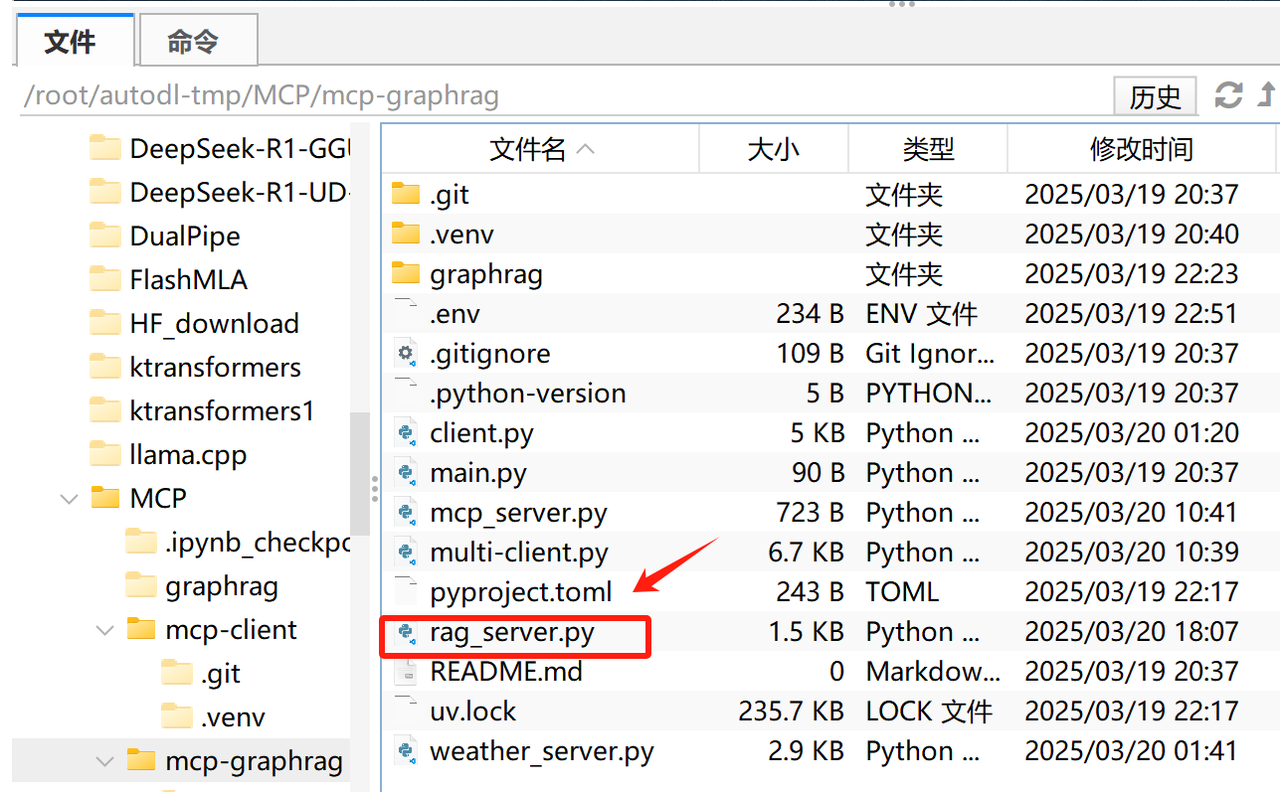 文件 命令
/root/autodl-tmp/MCP/mcp-graphrag 历史
DeepSeek-R1-GGU
DeepSeek-R1-UD-
DualPipe
FlashMLA
HF_download
ktransformers
ktransformers1
llama.cpp
MCP
.ipynb_checkpo
graphrag
mcp-client
.git
.venv
mcp-graphrag
文件名 大小 类型 修改时间
.git 文件夹 2025/03/19 20:37
.venv 文件夹 2025/03/19 20:40
graphrag 文件夹 2025/03/19 22:23
.env 234 B ENV 文件 2025/03/19 22:51
.gitignore 109 B Git Ignor... 2025/03/19 20:37
.python-version 5 B PYTHON... 2025/03/19 20:37
client.py 5 KB Python ... 2025/03/20 01:20
main.py 90 B Python ... 2025/03/19 20:37
mcp_server.py 723 B Python ... 2025/03/20 10:41
multi-client.py 6.7 KB Python ... 2025/03/20 10:39
pyproject.toml 243 B TOML 2025/03/19 22:17
rag_server.py 1.5 KB Python ... 2025/03/20 18:07
README.md 0 Markdow... 2025/03/19 20:37
uv.lock 235.7 KB LOCK 文件 2025/03/19 22:17
weather_server.py 2.9 KB Python ... 2025/03/20 01:41